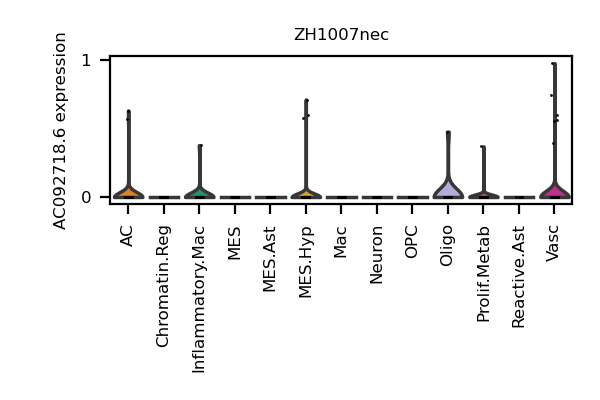 ZH1007nec
AC092718.6 expression
1
0
AC
Chromatin.Reg
Inflammatory.Mac
MES
MES.Ast
MES.Hyp
Mac
Neuron
OPC
Oligo
Prolif.Metab
Reactive.Ast
Vasc